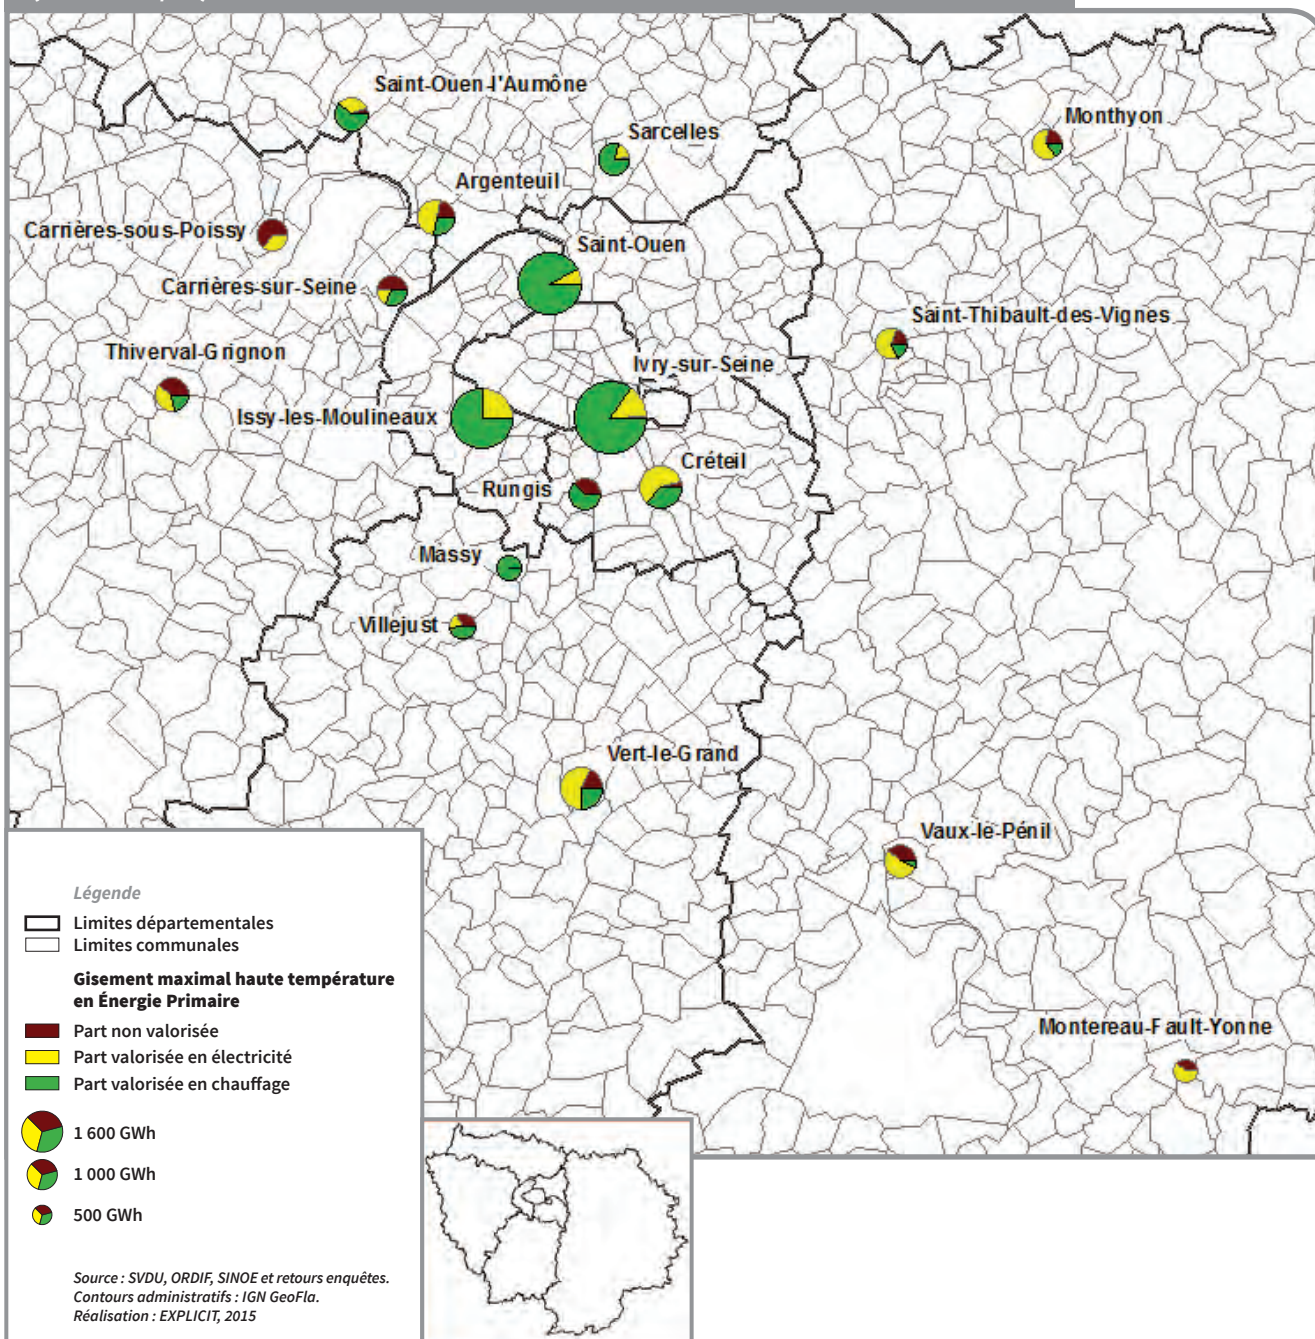 Saint-Ouen-l'Aumône
Sarcelles
Monthyon
Argenteuil
Carrières-sous-Poissy
Saint-Ouen
Carrières-sur-Seine
Saint-Thibault-des-Vignes
Thiverval-Grignon
Ivry-sur-Seine
Issy-les-Moulineaux
Créteil
Rungis
Massy
Villejust
Vert-le-Grand
Vaux-le-Pénil
Montereau-Fault-Yonne
Légende
Limites départementales
Limites communales
Gisement maximal haute température
en Énergie Primaire
Part non valorisée
Part valorisée en électricité
Part valorisée en chauffage
1 600 GWh
1 000 GWh
500 GWh
Source : SVDU, ORDIF, SINOE et retours enquêtes.
Contours administratifs : IGN GeoFla.
Réalisation : EXPLICIT, 2015